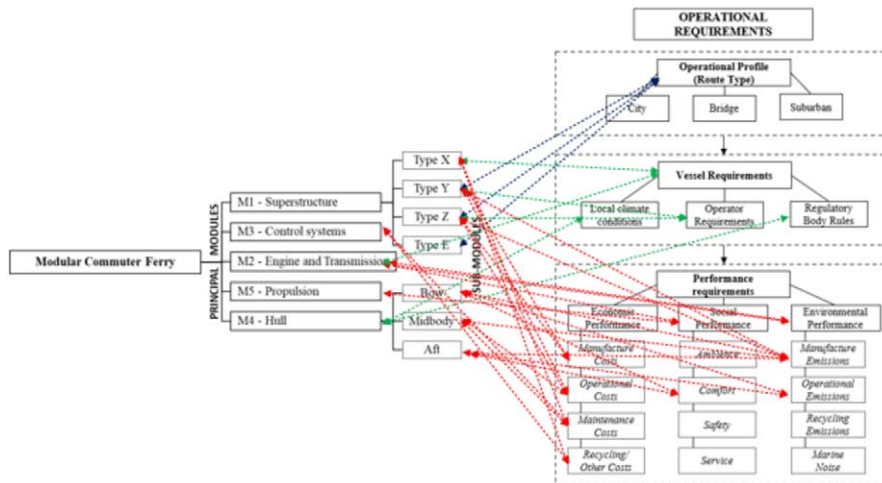 OPERATIONAL
REQUIREMENTS
Operational Profile
(Route Type)
City
Bridge
Suburban
Vessel Requirements
Local climate
conditions
Operator
Requirements
Regulatory
Body Rules
Performance
requirements
Economic
Performance
Social
Performance
Environmental
Performance
Manufacture
Costs
Ambiance
Manufacture
Emissions
Operational
Costs
Comfort
Operational
Emissions
Maintenance
Costs
Safety
Recycling
Emissions
Recycling/
Other Costs
Service
Marine
Noise
Modular Commuter Ferry
PRINCIPAL MODULES
M1 - Superstructure
M3 - Control systems
M2 - Engine and Transmission
M5 - Propulsion
M4 - Hull
SUB-MODULES
Type X
Type Y
Type Z
Type E
Bow
Midbody
Aft